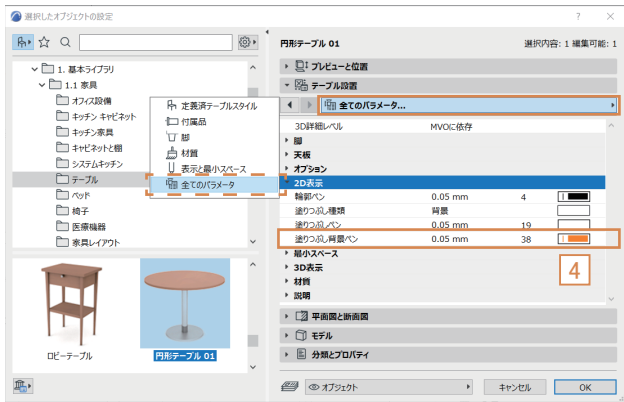 選択したオブジェクトの設定
?
1. 基本ライブラリ
1.1 家具
オフィス設備
キッチン キャビネット
キッチン家具
キャビネットと棚
システムキッチン
テーブル
ベッド
椅子
医療機器
家具レイアウト
定義済テーブルスタイル
付属品
脚
材質
表示と最小スペース
全てのパラメータ
ロビーテーブル
円形テーブル 01
円形テーブル 01
選択内容: 1 編集可能: 1
プレビューと位置
テーブル設置
全てのパラメータ...
3D詳細レベル MVOに依存
脚
天板
オプション
2D表示
輪郭ペン 0.05 mm 4
塗りつぶし種類 背景
塗りつぶしペン 0.05 mm 19
塗りつぶし背景ペン 0.05 mm 38
最小スペース
3D表示
材質
説明
4
平面図と断面図
モデル
分類とプロパティ
オブジェクト
キャンセル
OK